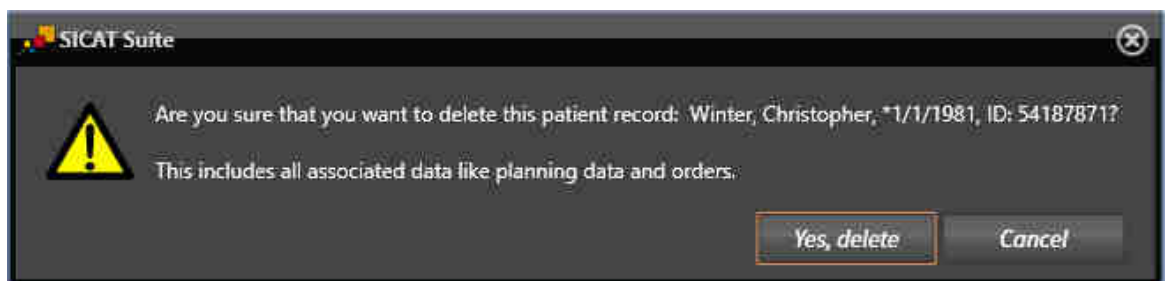 SICAT Suite
Are you sure that you want to delete this patient record: Winter, Christopher, *1/1/1981, ID: 54187871?
This includes all associated data like planning data and orders.
Yes, delete
Cancel